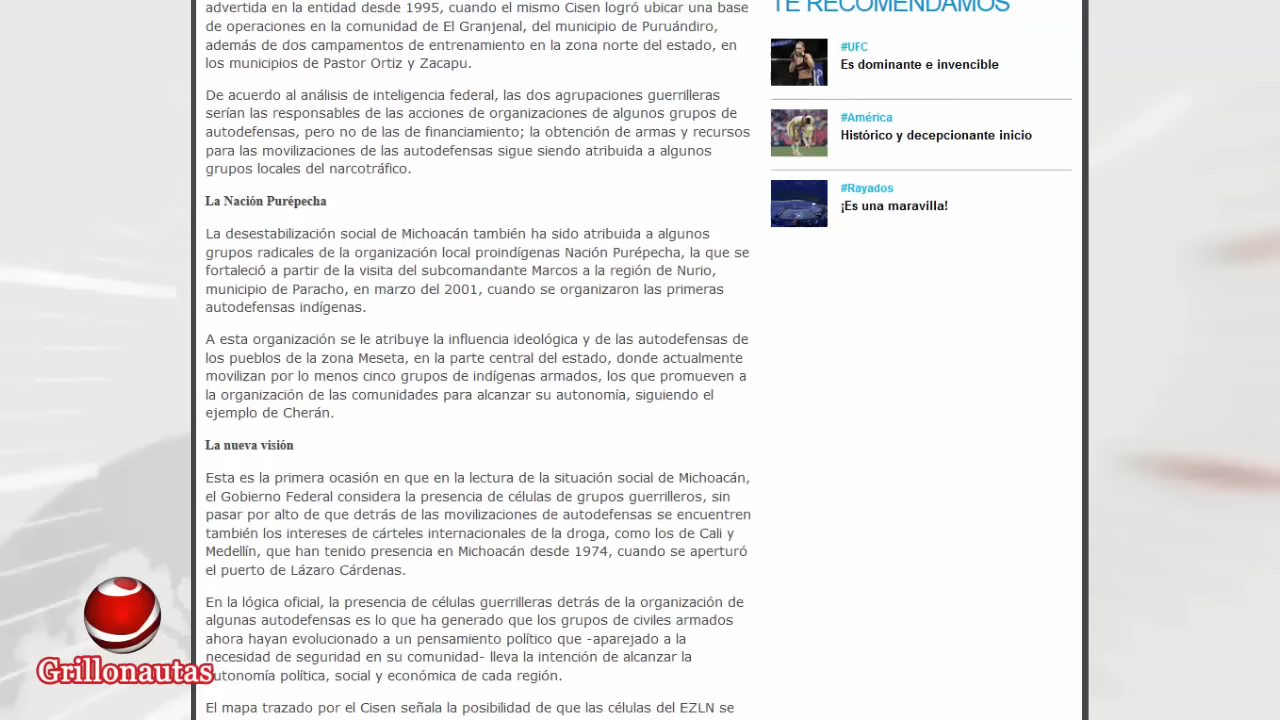 advertida en la entidad desde 1995, cuando el mismo Cisen logró ubicar una base
de operaciones en la comunidad de El Granjenal, del municipio de Puruándiro,
además de dos campamentos de entrenamiento en la zona norte del estado, en
los municipios de Pastor Ortiz y Zacapu.
De acuerdo al análisis de inteligencia federal, las dos agrupaciones guerrilleras
serían las responsables de las acciones de organizaciones de algunos grupos de
autodefensas, pero no de las de financiamiento; la obtención de armas y recursos
para las movilizaciones de las autodefensas sigue siendo atribuida a algunos
grupos locales del narcotráfico.
La Nación Purépecha
La desestabilización social de Michoacán también ha sido atribuida a algunos
grupos radicales de la organización local proindígenas Nación Purépecha, la que se
fortaleció a partir de la visita del subcomandante Marcos a la región de Nurio,
municipio de Paracho, en marzo del 2001, cuando se organizaron las primeras
autodefensas indígenas.
A esta organización se le atribuye la influencia ideológica y de las autodefensas de
los pueblos de la zona Meseta, en la parte central del estado, donde actualmente
movilizan por lo menos cinco grupos de indígenas armados, los que promueven a
la organización de las comunidades para alcanzar su autonomía, siguiendo el
ejemplo de Cherán.
La nueva visión
Esta es la primera ocasión en que en la lectura de la situación social de Michoacán,
el Gobierno Federal considera la presencia de células de grupos guerrilleros, sin
pasar por alto de que detrás de las movilizaciones de autodefensas se encuentren
también los intereses de cárteles internacionales de la droga, como los de Cali y
Medellín, que han tenido presencia en Michoacán desde 1974, cuando se aperturó
el puerto de Lázaro Cárdenas.
En la lógica oficial, la presencia de células guerrilleras detrás de la organización de
algunas autodefensas es lo que ha generado que los grupos de civiles armados
ahora hayan evolucionado a un pensamiento político que -aparejado a la
necesidad de seguridad en su comunidad- lleva la intención de alcanzar la
autonomía política, social y económica de cada región.
El mapa trazado por el Cisen señala la posibilidad de que las células del EZLN se
TE RECOMENDAMOS
#UFC
Es dominante e invencible
#América
Histórico y decepcionante inicio
#Rayados
¡Es una maravilla!
Grillonautas